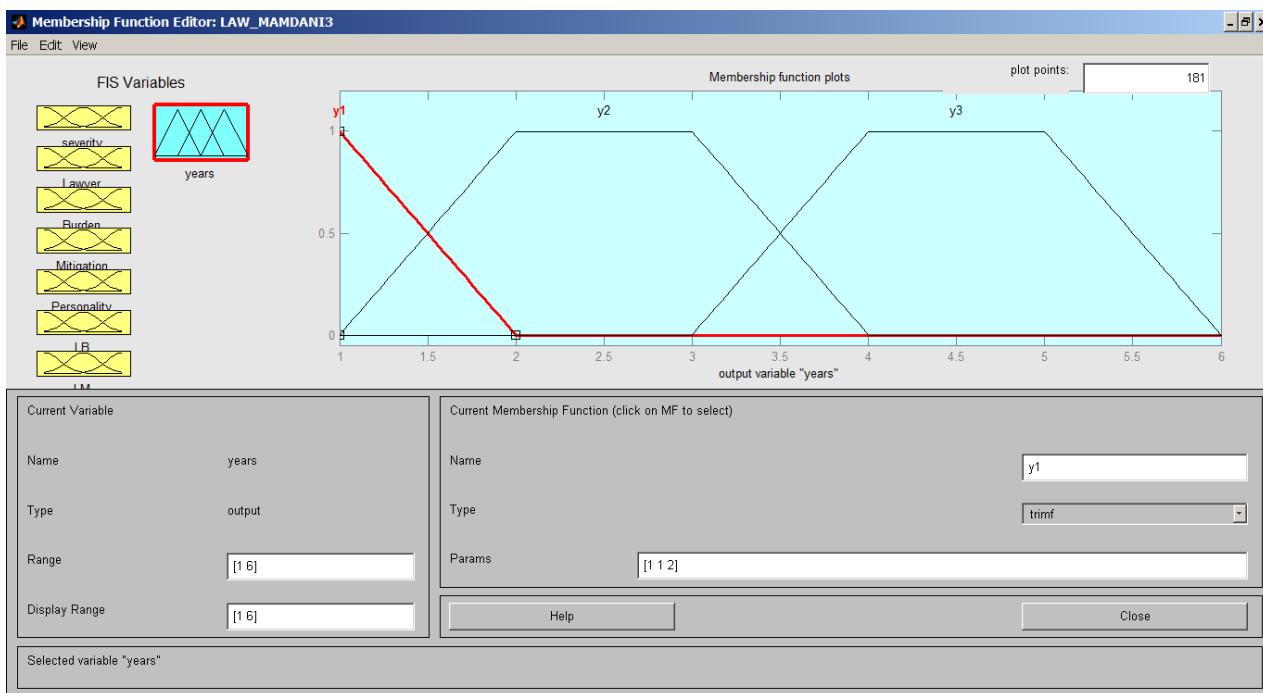 Membership Function Editor: LAW_MAMDANI3
File Edit View
FIS Variables
Membership function plots
plot points:
181
severity
Lawyer
Burden
Mitigation
Personality
LB
LM
years
y1
y2
y3
1
0.5
0
1 1.5 2 2.5 3 3.5 4 4.5 5 5.5 6
output variable "years"
Current Variable
Name years
Type output
Range [1 6]
Display Range [1 6]
Current Membership Function (click on MF to select)
Name y1
Type trimf
Params [1 1 2]
Help
Close
Selected variable "years"